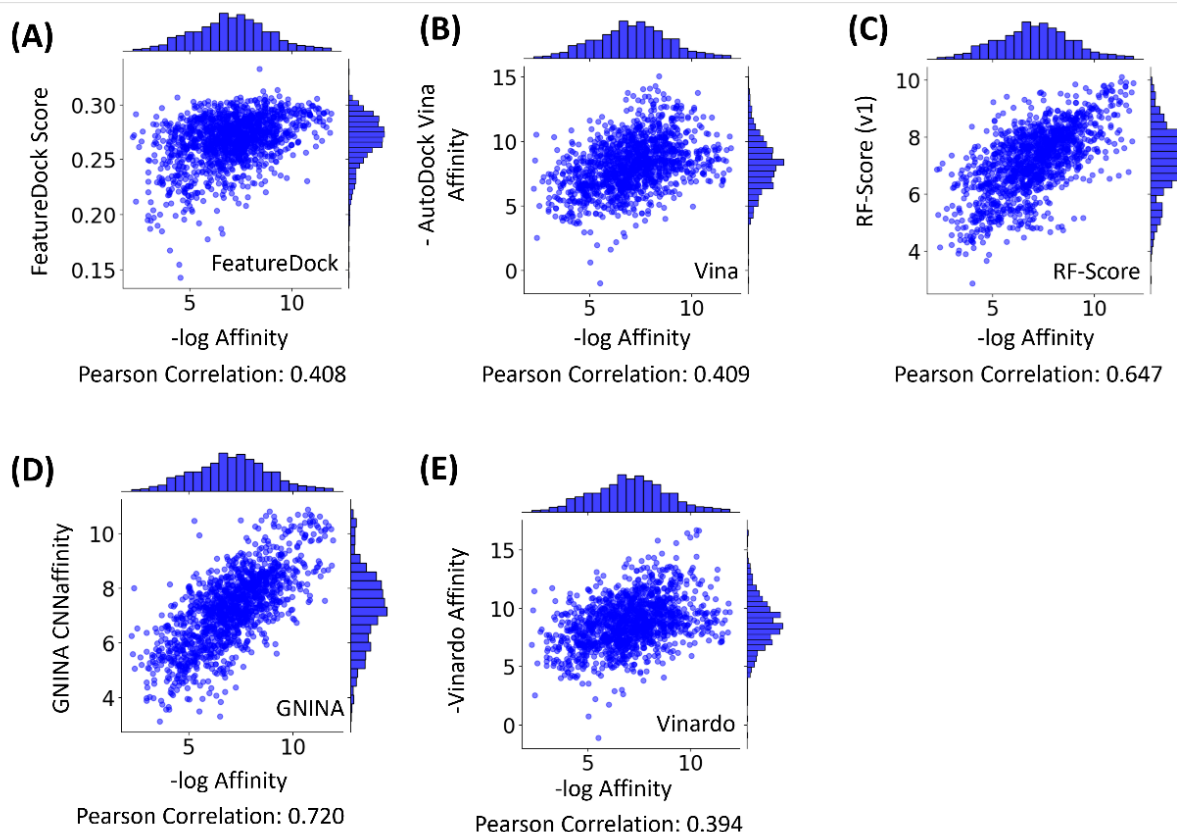 (A)
FeatureDock Score
0.30
0.25
0.20
0.15
FeatureDock
5
10
-log Affinity
Pearson Correlation: 0.408
(B)
- AutoDock Vina
Affinity
15
10
5
0
Vina
5
10
-log Affinity
Pearson Correlation: 0.409
(C)
RF-Score (v1)
10
8
6
4
RF-Score
5
10
-log Affinity
Pearson Correlation: 0.647
(D)
GNINA CNNaffinity
10
8
6
4
GNINA
5
10
-log Affinity
Pearson Correlation: 0.720
(E)
-Vinardo Affinity
15
10
5
0
Vinardo
5
10
-log Affinity
Pearson Correlation: 0.394